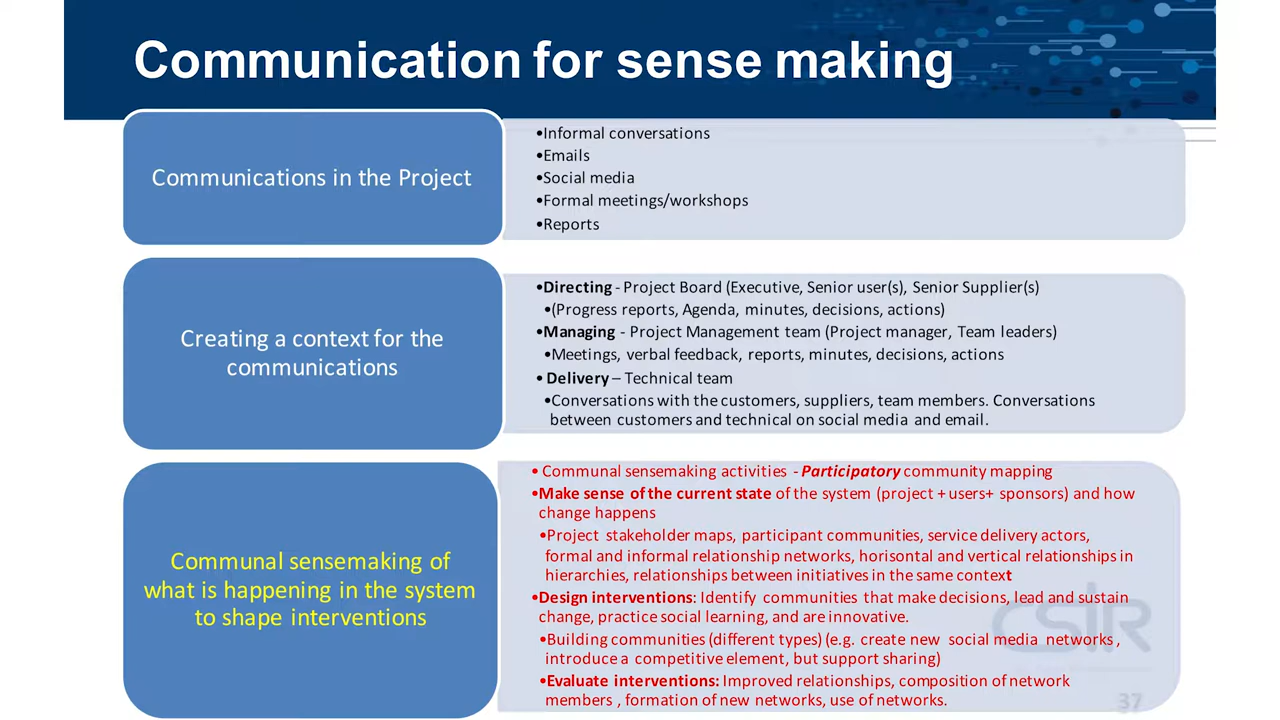 Communication for sense making
Communications in the Project
•Informal conversations
•Emails
•Social media
•Formal meetings/workshops
•Reports
Creating a context for the
communications
•Directing - Project Board (Executive, Senior user(s), Senior Supplier(s)
•(Progress reports, Agenda, minutes, decisions, actions)
•Managing - Project Management team (Project manager, Team leaders)
•Meetings, verbal feedback, reports, minutes, decisions, actions
• Delivery – Technical team
•Conversations with the customers, suppliers, team members. Conversations
between customers and technical on social media and email.
Communal sensemaking of
what is happening in the system
to shape interventions
• Communal sensemaking activities - Participatory community mapping
•Make sense of the current state of the system (project + users+ sponsors) and how
change happens
•Project stakeholder maps, participant communities, service delivery actors,
formal and informal relationship networks, horisontal and vertical relationships in
hierarchies, relationships between initiatives in the same context
•Design interventions: Identify communities that make decisions, lead and sustain
change, practice social learning, and are innovative.
•Building communities (different types) (e.g. create new social media networks ,
introduce a competitive element, but support sharing)
•Evaluate interventions: Improved relationships, composition of network
members , formation of new networks, use of networks.
CSIR
37